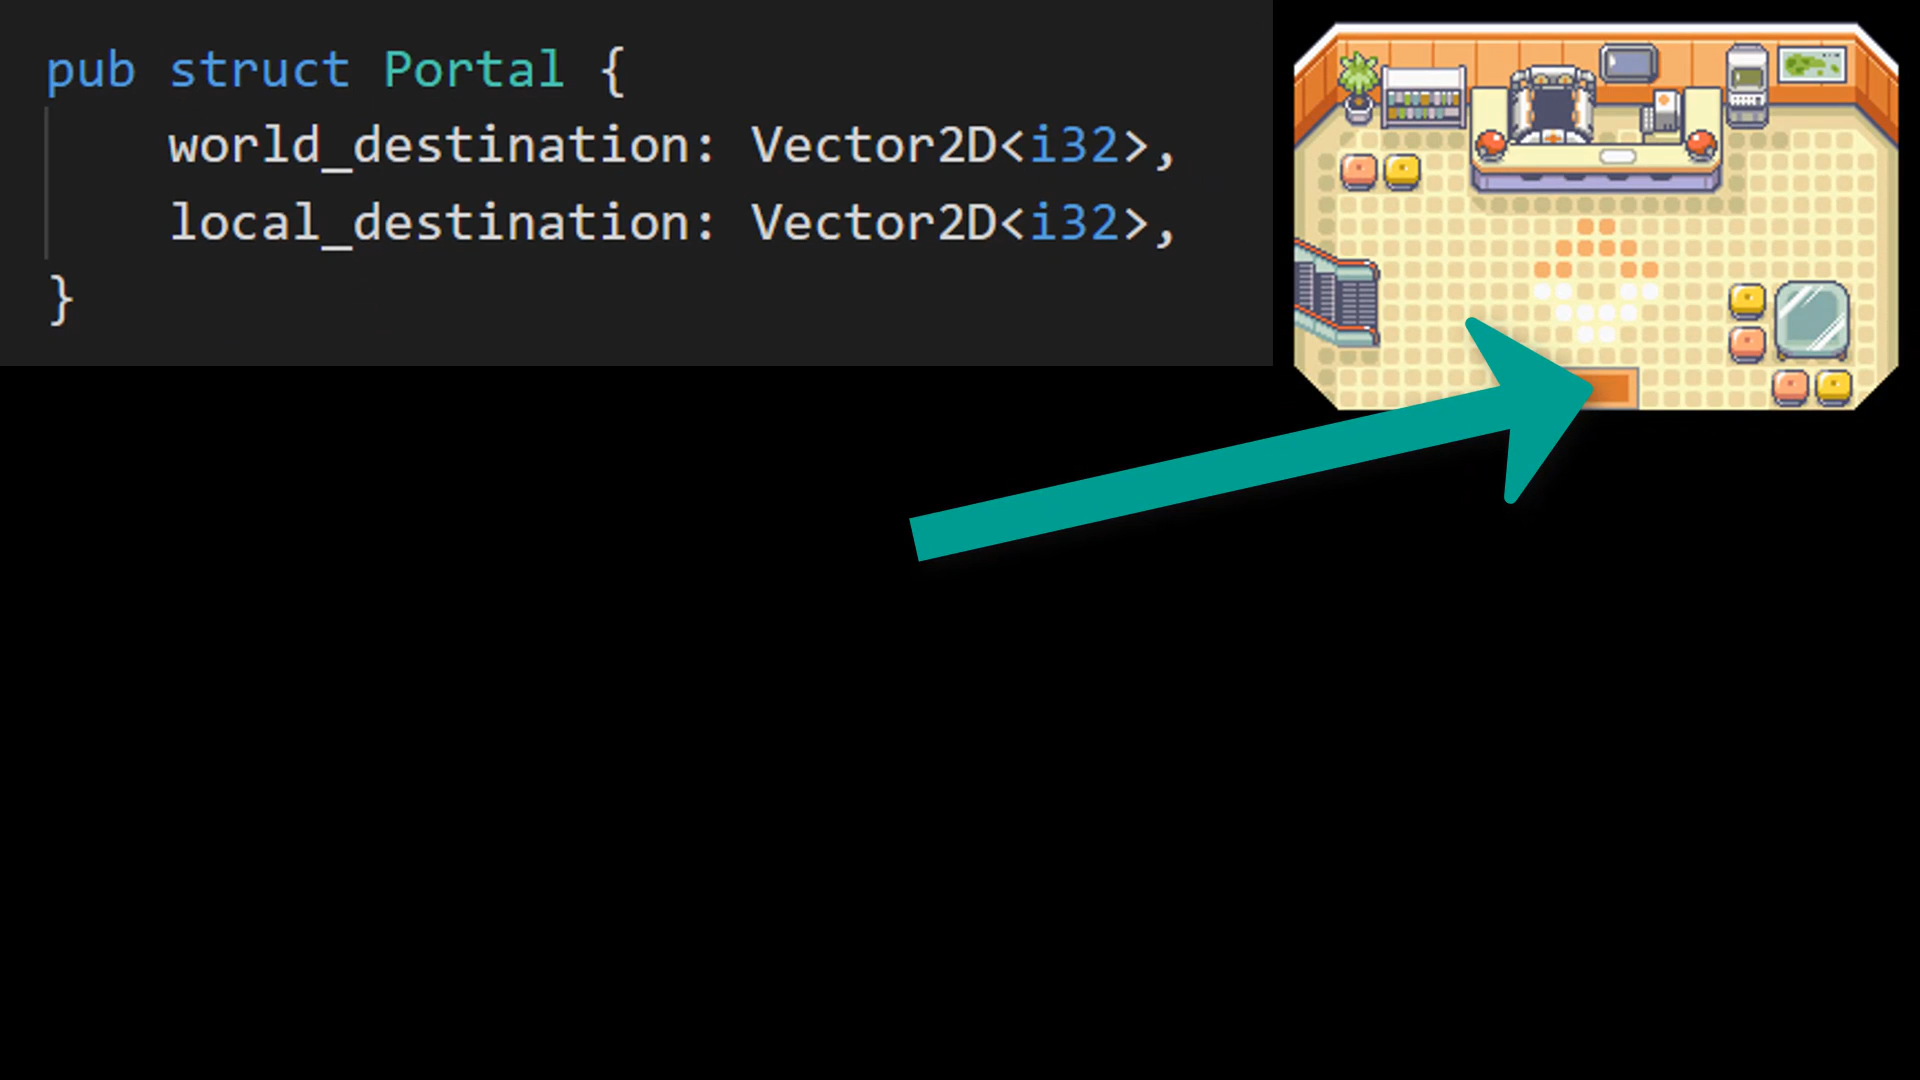 pub struct Portal {
    world_destination: Vector2D<i32>,
    local_destination: Vector2D<i32>,
}